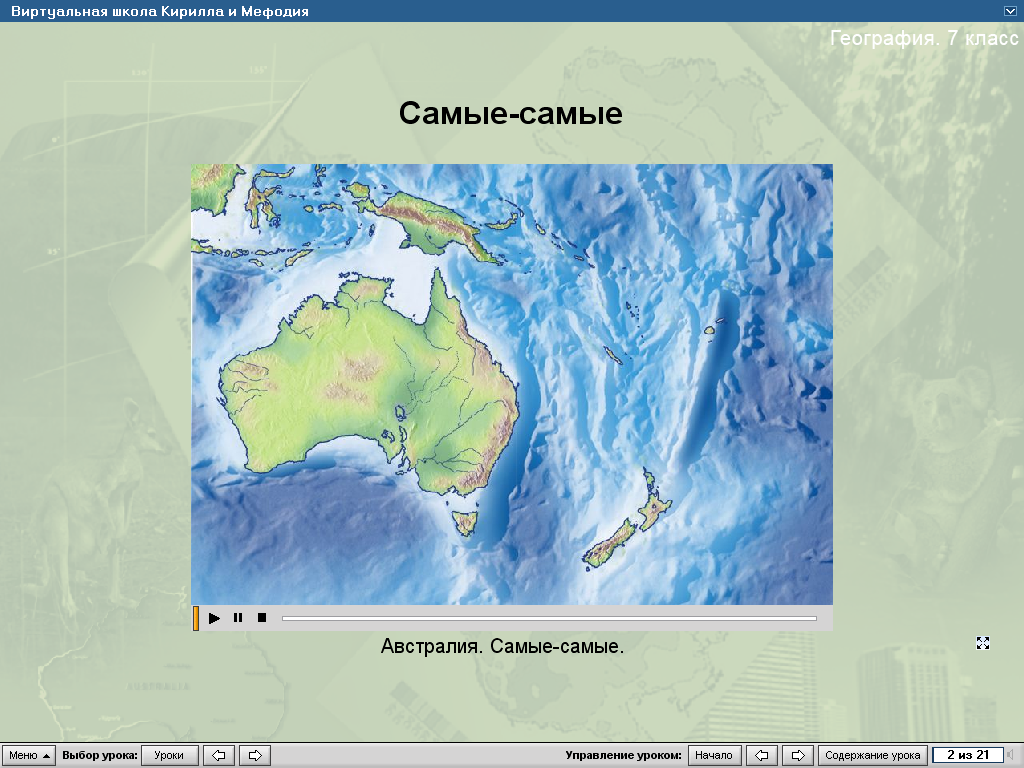 Виртуальная школа Кирилла и Мефодия
География. 7 класс
Самые-самые
Австралия. Самые-самые.
Меню Выбор урока: Уроки Управление уроком: Начало Содержание урока 2 из 21